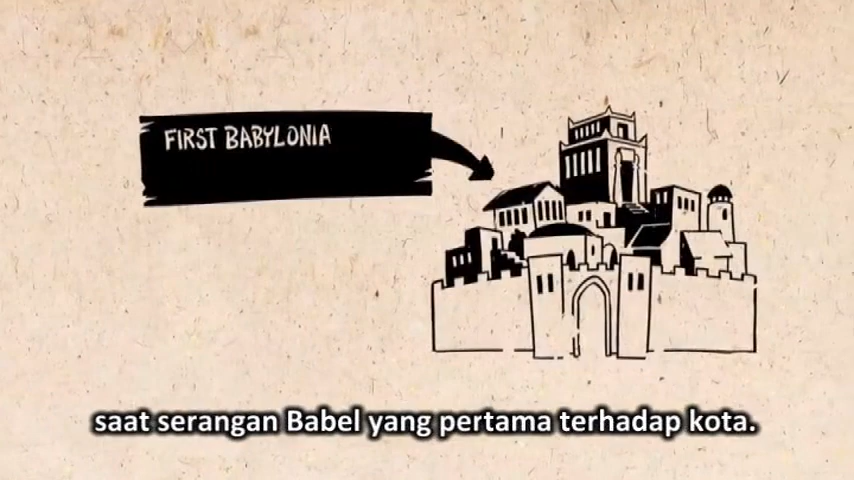 FIRST BABYLONIA
saat serangan Babel yang pertama terhadap kota.